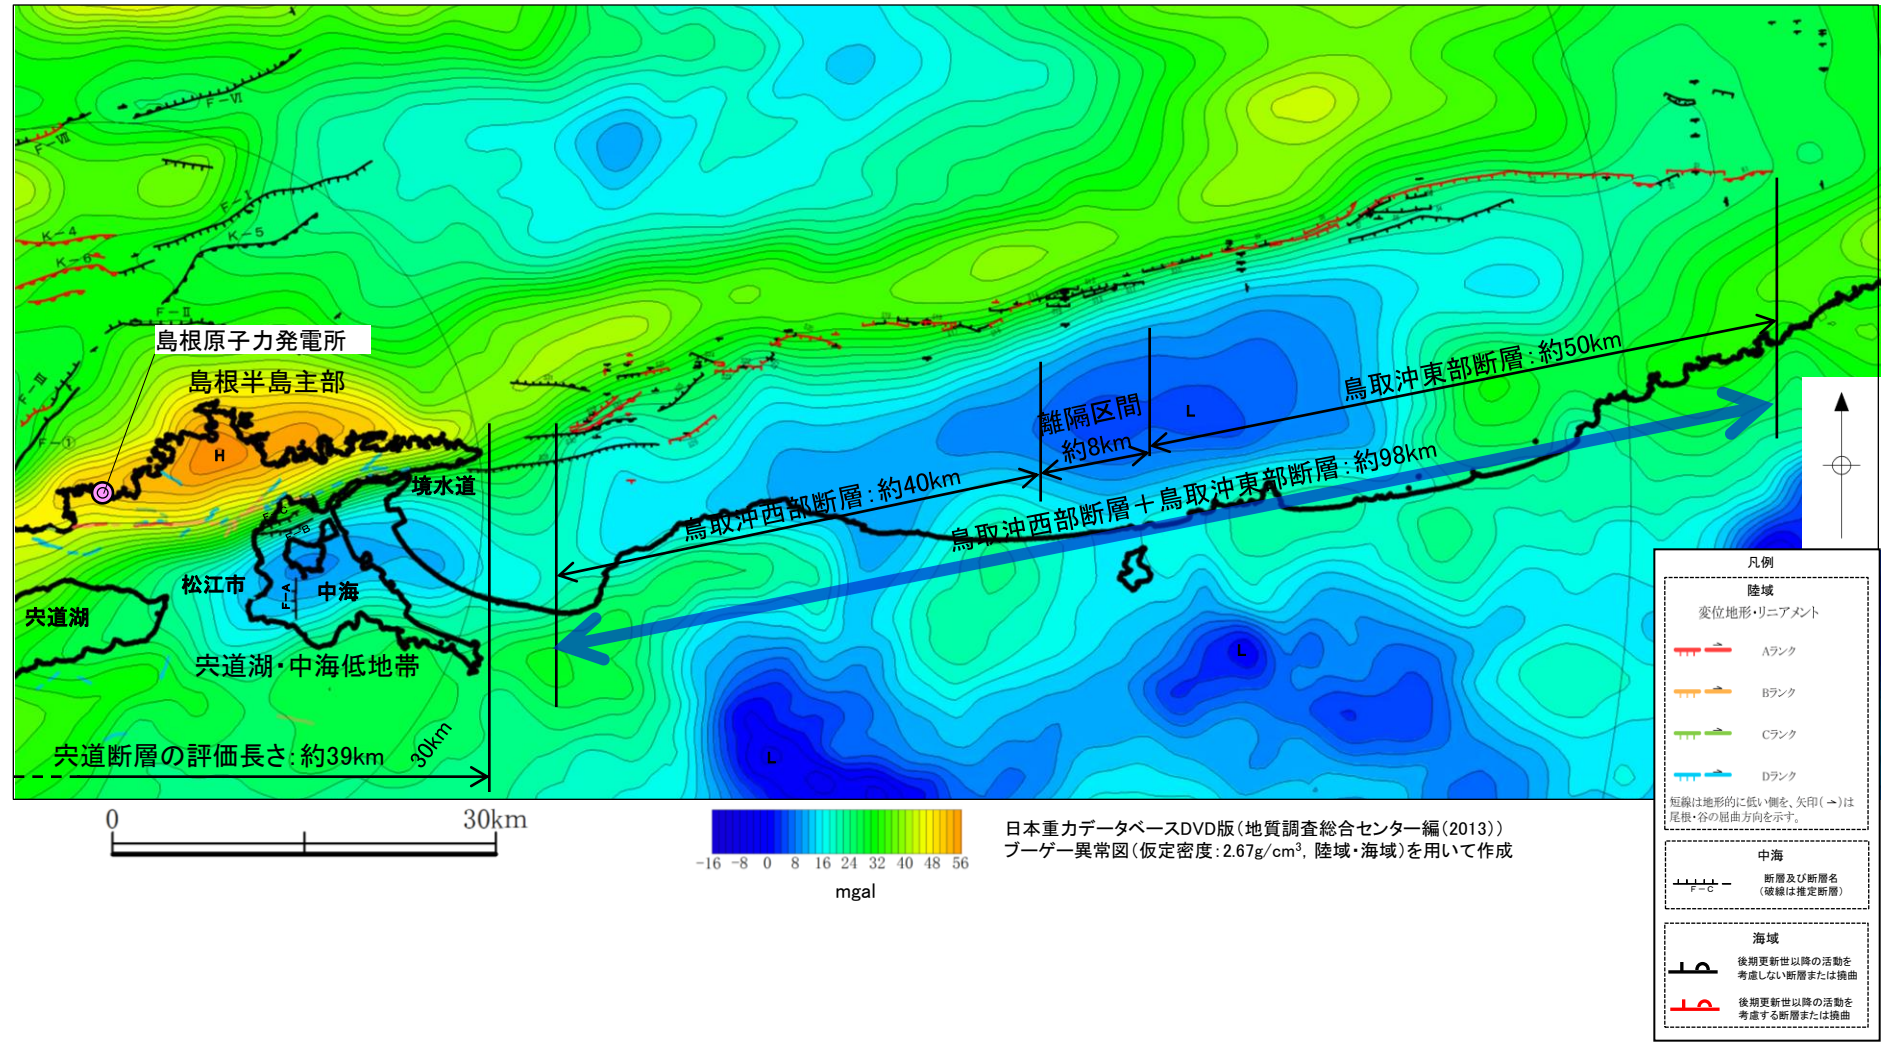 F-Ⅵ
F-Ⅶ
F-Ⅰ
K-4
K-5
K-6
F-Ⅱ
島根原子力発電所
島根半島主部
F-Ⅲ
F-①
H
境水道
F-C
F-B
F-A
松江市
中海
宍道湖
宍道湖・中海低地帯
宍道断層の評価長さ:約39km
30km
鳥取沖西部断層:約40km
離隔区間
約8km
鳥取沖東部断層:約50km
鳥取沖西部断層+鳥取沖東部断層:約98km
L
L
L
0 30km
-16 -8 0 8 16 24 32 40 48 56
mgal
日本重力データベースDVD版(地質調査総合センター編(2013))
ブーゲー異常図(仮定密度:2.67g/cm³, 陸域・海域)を用いて作成
凡例
陸域
変位地形・リニアメント
Aランク
Bランク
Cランク
Dランク
短線は地形的に低い側を、矢印(→)は
尾根・谷の屈曲方向を示す。
中海
F-C
断層及び断層名
(破線は推定断層)
海域
後期更新世以降の活動を
考慮しない断層または撓曲
後期更新世以降の活動を
考慮する断層または撓曲